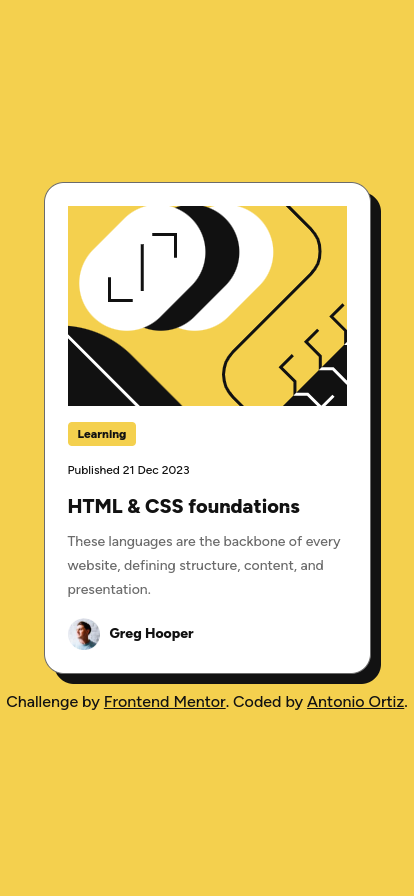 Learning
Published 21 Dec 2023
HTML & CSS foundations
These languages are the backbone of every
website, defining structure, content, and
presentation.
Greg Hooper
Challenge by Frontend Mentor. Coded by Antonio Ortiz.